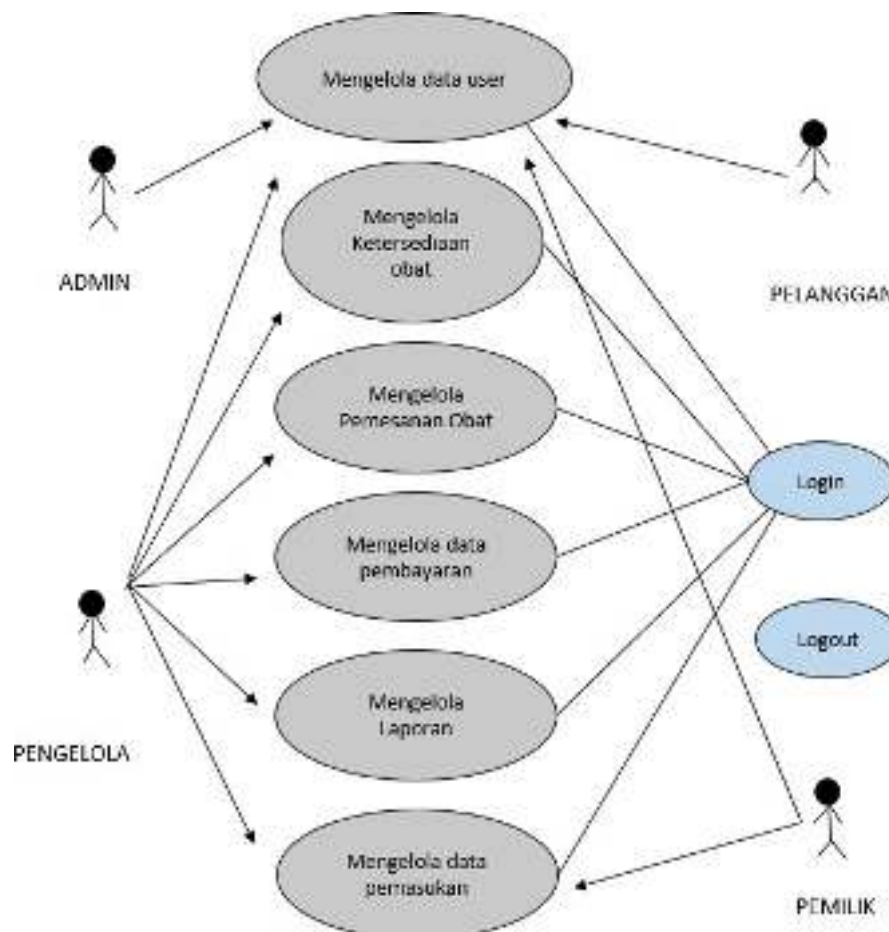 Mengelola data user
ADMIN
PELANGGAN
Mengelola
Ketersediaan
obat
Mengelola
Pemesanan Obat
Login
Mengelola data
pembayaran
Logout
PENGELOLA
Mengelola
Laporan
Mengelola data
pemasukan
PEMILIK